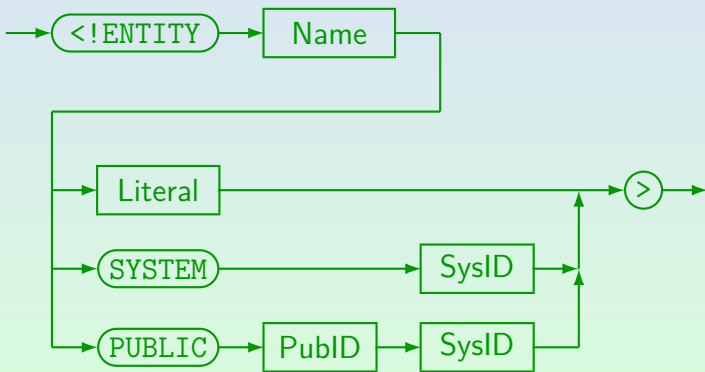 <!ENTITY Name
Literal >
SYSTEM SysID
PUBLIC PubID SysID